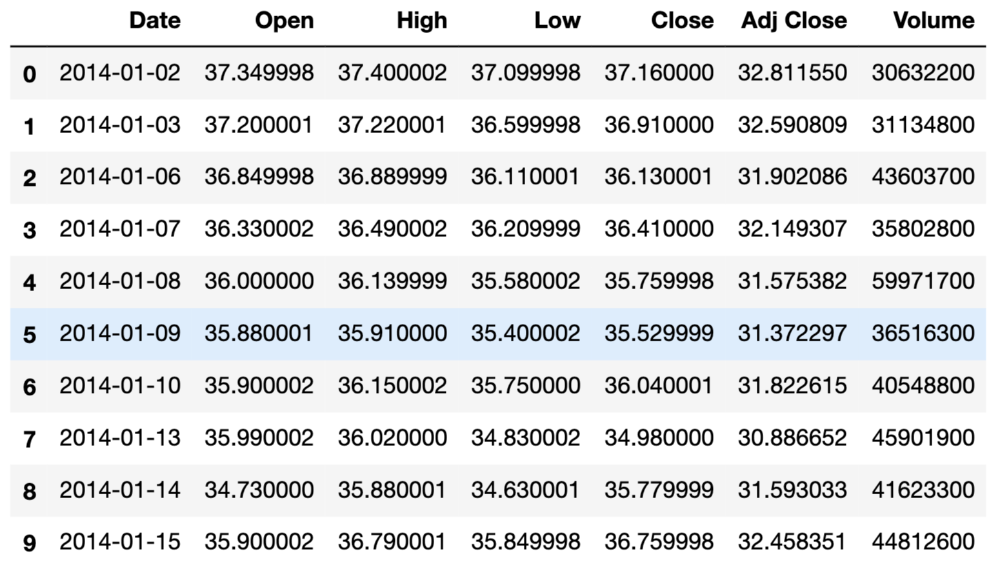 Date Open High Low Close Adj Close Volume
0 2014-01-02 37.349998 37.400002 37.099998 37.160000 32.811550 30632200
1 2014-01-03 37.200001 37.220001 36.599998 36.910000 32.590809 31134800
2 2014-01-06 36.849998 36.889999 36.110001 36.130001 31.902086 43603700
3 2014-01-07 36.330002 36.490002 36.209999 36.410000 32.149307 35802800
4 2014-01-08 36.000000 36.139999 35.580002 35.759998 31.575382 59971700
5 2014-01-09 35.880001 35.910000 35.400002 35.529999 31.372297 36516300
6 2014-01-10 35.900002 36.150002 35.750000 36.040001 31.822615 40548800
7 2014-01-13 35.990002 36.020000 34.830002 34.980000 30.886652 45901900
8 2014-01-14 34.730000 35.880001 34.630001 35.779999 31.593033 41623300
9 2014-01-15 35.900002 36.790001 35.849998 36.759998 32.458351 44812600